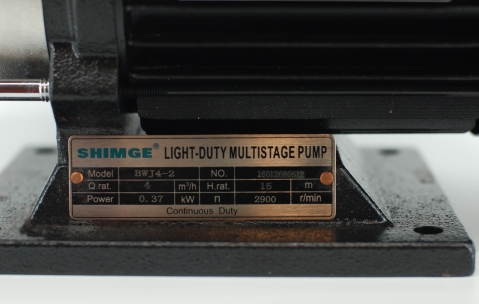 SHIMGE® LIGHT-DUTY MULTISTAGE PUMP
Model BWJ4-2 NO.
Q.rat. 4 m³/h H.rat. 15 m
Power 0.37 kW n 2900 r/min
Continuous Duty